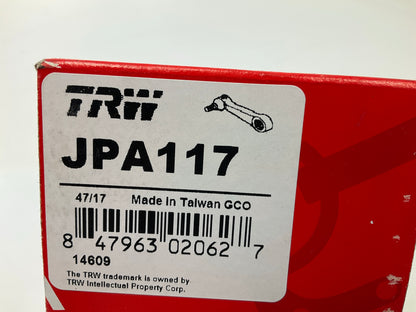 TRW
JPA117
47/17 Made in Taiwan GCO
8 47963 02062 7
14609
The TRW trademark is owned by
TRW Intellectual Property Corp.